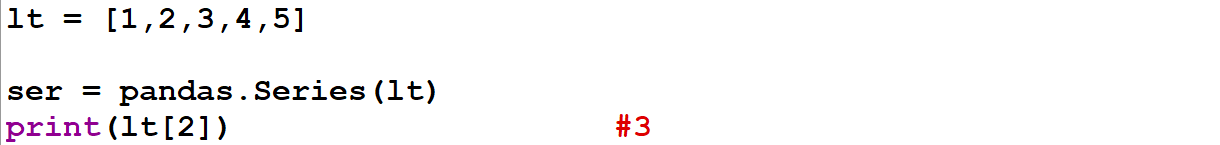 lt = [1,2,3,4,5]
ser = pandas.Series(lt)
print(lt[2]) #3